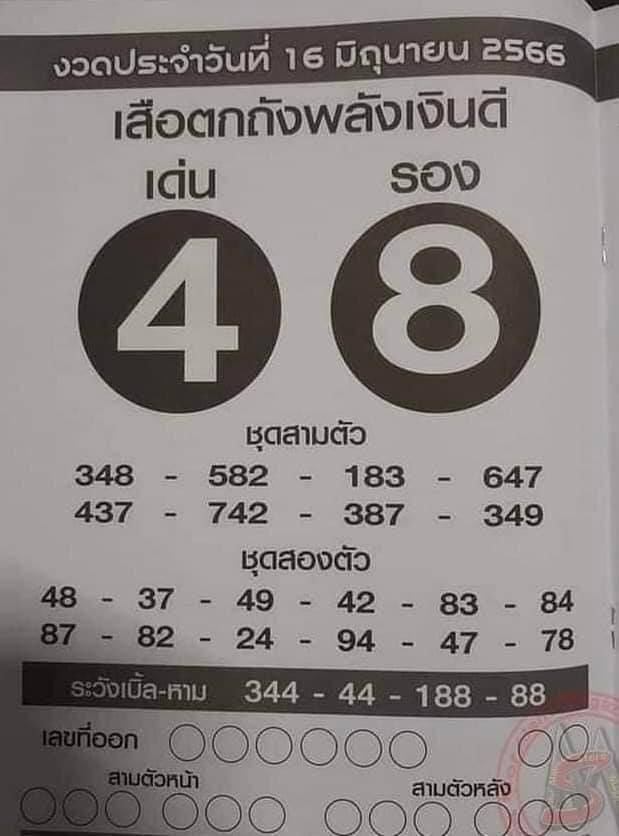 งวดประจำวันที่ 16 มิถุนายน 2566
เสือตกถังพลังเงินดี
เด่น รอง
4 8
ชุดสามตัว
348 - 582 - 183 - 647
437 - 742 - 387 - 349
ชุดสองตัว
48 - 37 - 49 - 42 - 83 - 84
87 - 82 - 24 - 94 - 47 - 78
ระวังเบิ้ล-หาม 344 - 44 - 188 - 88
เลขที่ออก
สามตัวหน้า สามตัวหลัง